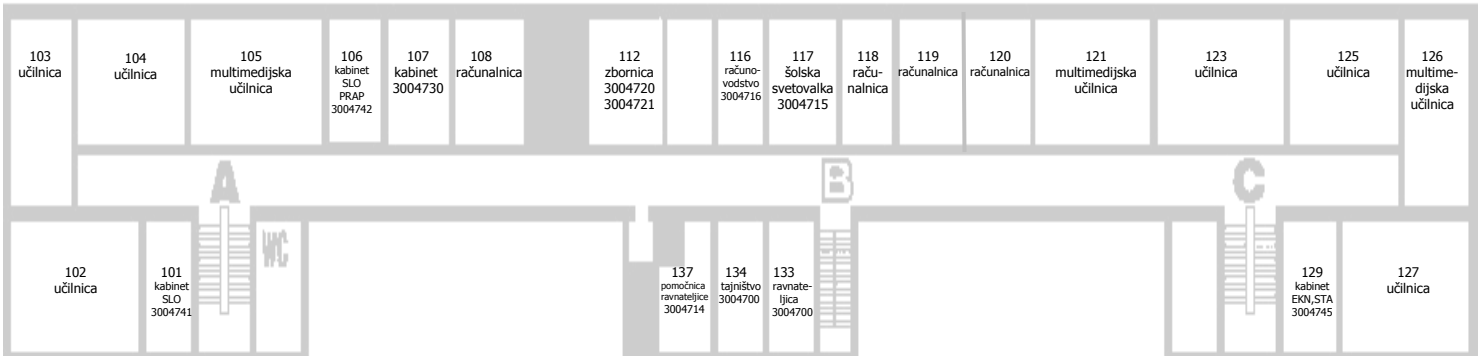 103
učilnica
104
učilnica
105
multimedijska
učilnica
106
kabinet
SLO
PRAP
3004742
107
kabinet
3004730
108
računalnica
112
zbornica
3004720
3004721
116
računo-
vodstvo
3004716
117
šolska
svetovalka
3004715
118
raču-
nalnica
119
računalnica
120
računalnica
121
multimedijska
učilnica
123
učilnica
125
učilnica
126
multime-
dijska
učilnica
A
B
C
102
učilnica
101
kabinet
SLO
3004741
WC
137
pomočnica
ravnateljice
3004714
134
tajništvo
3004700
133
ravnate-
ljica
3004700
129
kabinet
EKN,STA
3004745
127
učilnica